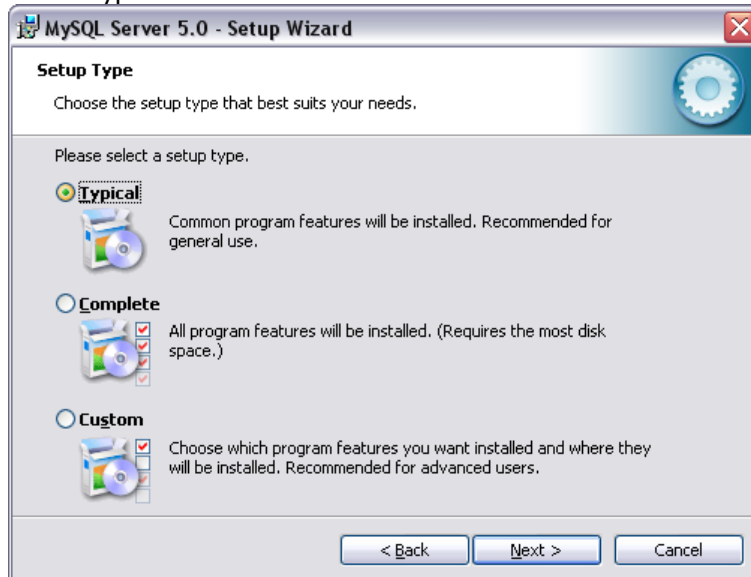 MySQL Server 5.0 - Setup Wizard
Setup Type
Choose the setup type that best suits your needs.
Please select a setup type.
Typical
Common program features will be installed. Recommended for
general use.
Complete
All program features will be installed. (Requires the most disk
space.)
Custom
Choose which program features you want installed and where they
will be installed. Recommended for advanced users.
< Back
Next >
Cancel